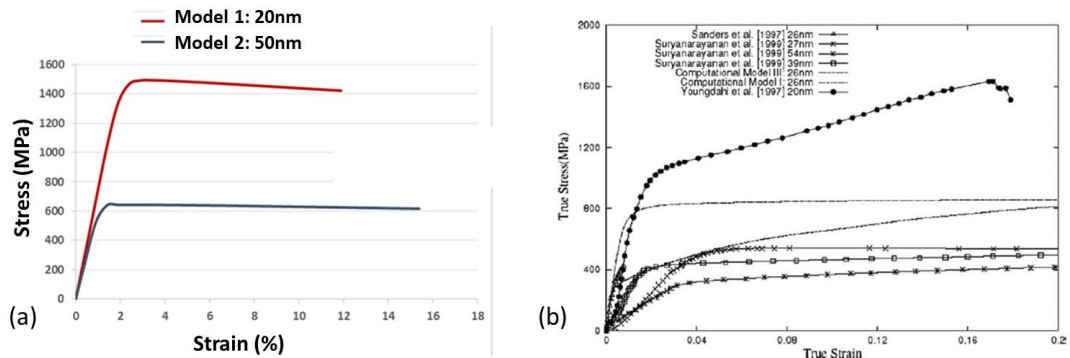 Model 1: 20nm
Model 2: 50nm
1600
1400
1200
1000
800
600
400
200
0
0 2 4 6 8 10 12 14 16 18
Stress (MPa)
Strain (%)
(a)
2000
1600
1200
800
400
0
0 0.04 0.08 0.12 0.16 0.2
True Stress(MPa)
True Strain
Sanders et al. [1997] 26nm
Suryanarayanan et al. [1999] 27nm
Suryanarayanan et al. [1999] 54nm
Suryanarayanan et al. [1999] 39nm
Computational Model III: 26nm
Computational Model I: 26nm
Youngdahl et al. [1997] 20nm
(b)